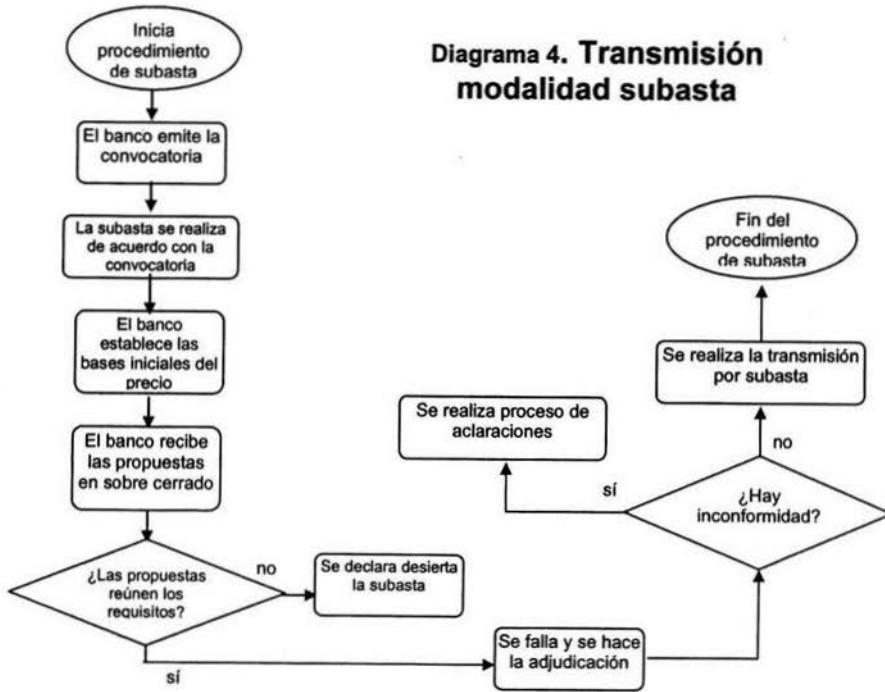 Diagrama 4. Transmisión
modalidad subasta
Inicia
procedimiento
de subasta
El banco emite la
convocatoria
La subasta se realiza
de acuerdo con la
convocatoria
El banco
establece las
bases iniciales del
precio
El banco recibe
las propuestas
en sobre cerrado
¿Las propuestas
reúnen los
requisitos?
no
Se declara desierta
la subasta
sí
Se falla y se hace
la adjudicación
¿Hay
inconformidad?
sí
Se realiza proceso de
aclaraciones
no
Se realiza la transmisión
por subasta
Fin del
procedimiento
de subasta